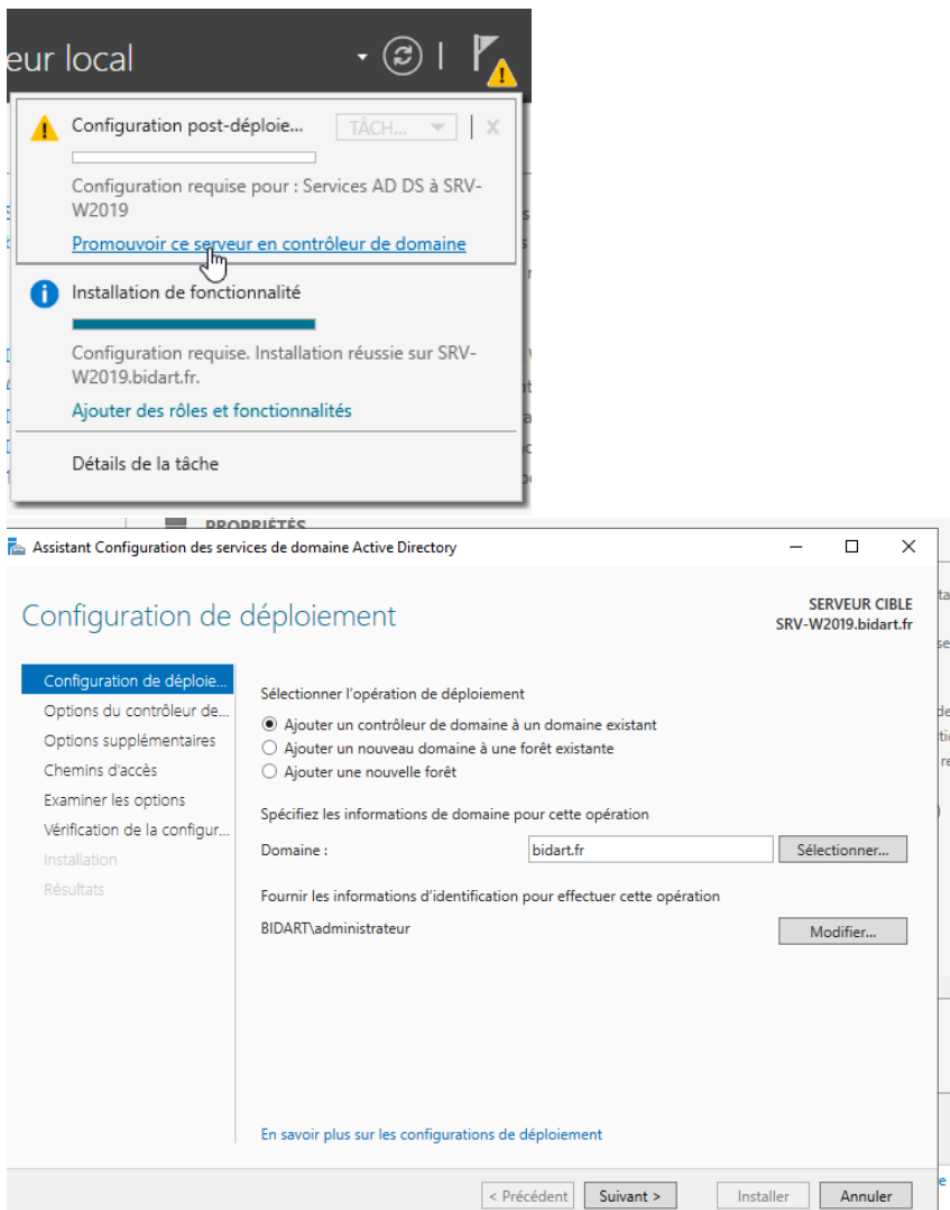 eur local
Configuration post-déploie...
TÂCH...
Configuration requise pour : Services AD DS à SRV-
W2019
Promouvoir ce serveur en contrôleur de domaine
Installation de fonctionnalité
Configuration requise. Installation réussie sur SRV-
W2019.bidart.fr.
Ajouter des rôles et fonctionnalités
Détails de la tâche
PROPRIÉTÉS
Assistant Configuration des services de domaine Active Directory
Configuration de déploiement
SERVEUR CIBLE
SRV-W2019.bidart.fr
Configuration de déploie...
Options du contrôleur de...
Options supplémentaires
Chemins d'accès
Examiner les options
Vérification de la configur...
Installation
Résultats
Sélectionner l'opération de déploiement
Ajouter un contrôleur de domaine à un domaine existant
Ajouter un nouveau domaine à une forêt existante
Ajouter une nouvelle forêt
Spécifiez les informations de domaine pour cette opération
Domaine :
bidart.fr
Sélectionner...
Fournir les informations d'identification pour effectuer cette opération
BIDART\administrateur
Modifier...
En savoir plus sur les configurations de déploiement
< Précédent
Suivant >
Installer
Annuler